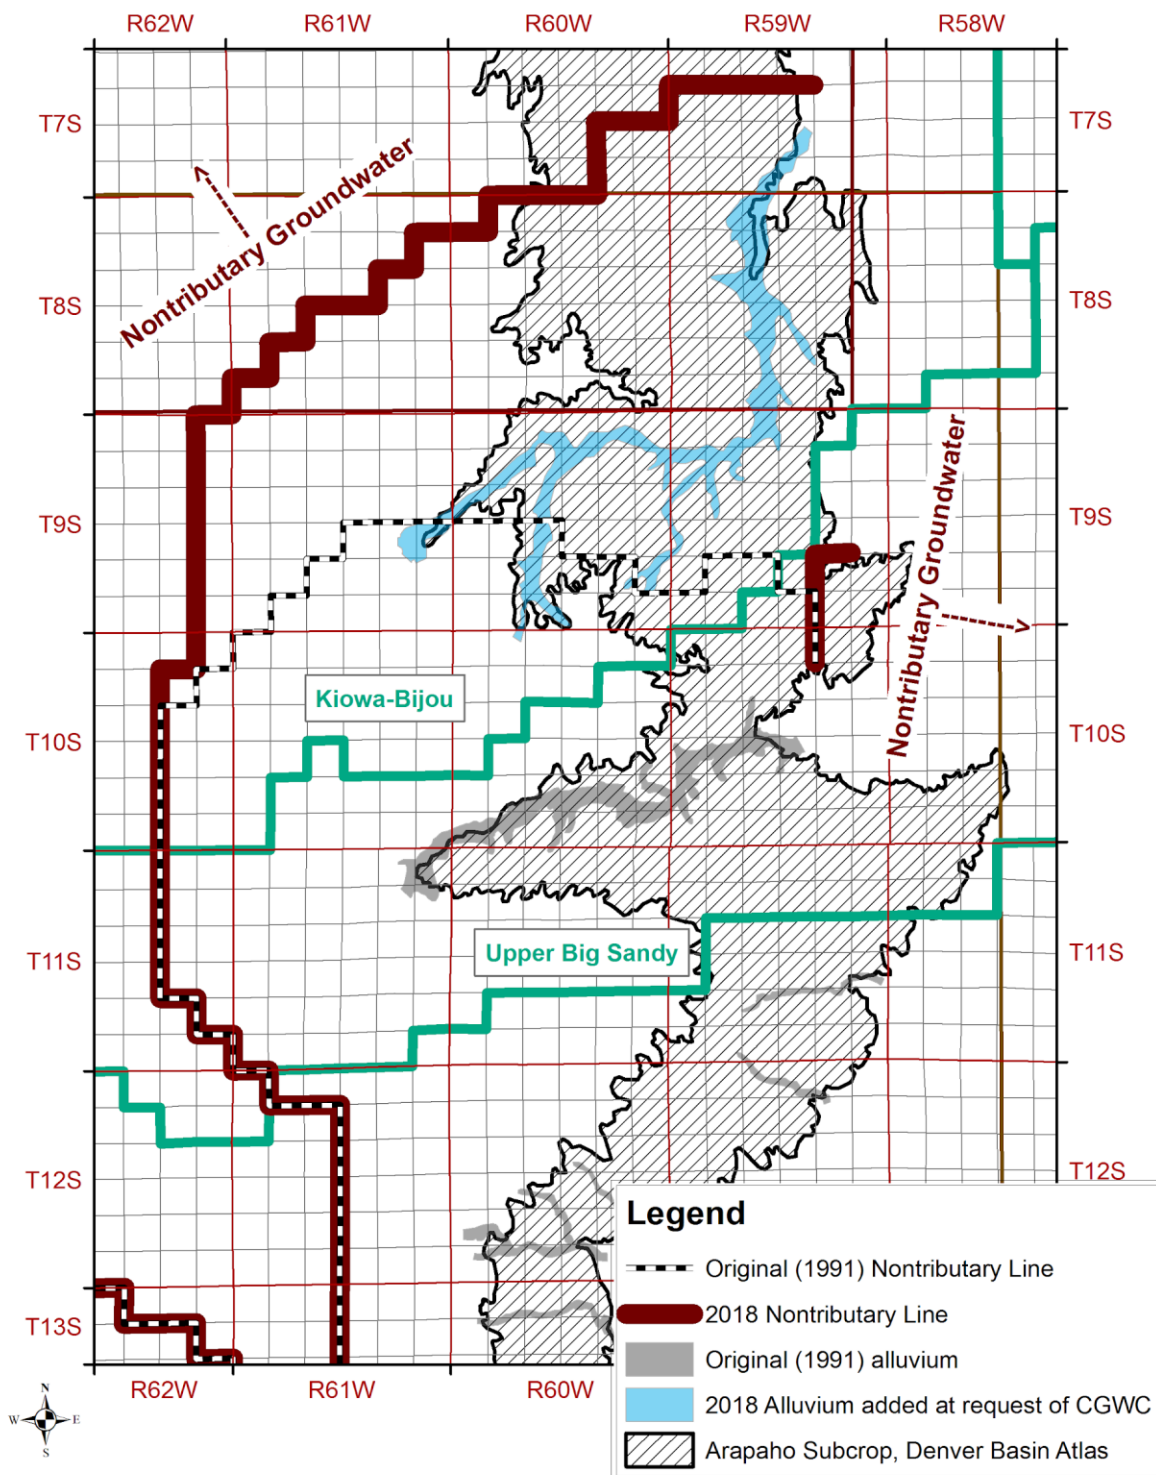 R62W R61W R60W R59W R58W
T7S T7S
Nontributary Groundwater
T8S T8S
T9S T9S
Nontributary Groundwater
Kiowa-Bijou
T10S T10S
Upper Big Sandy
T11S T11S
T12S T12S
T13S
R62W R61W R60W
N
W E
S
Legend
Original (1991) Nontributary Line
2018 Nontributary Line
Original (1991) alluvium
2018 Alluvium added at request of CGWC
Arapaho Subcrop, Denver Basin Atlas